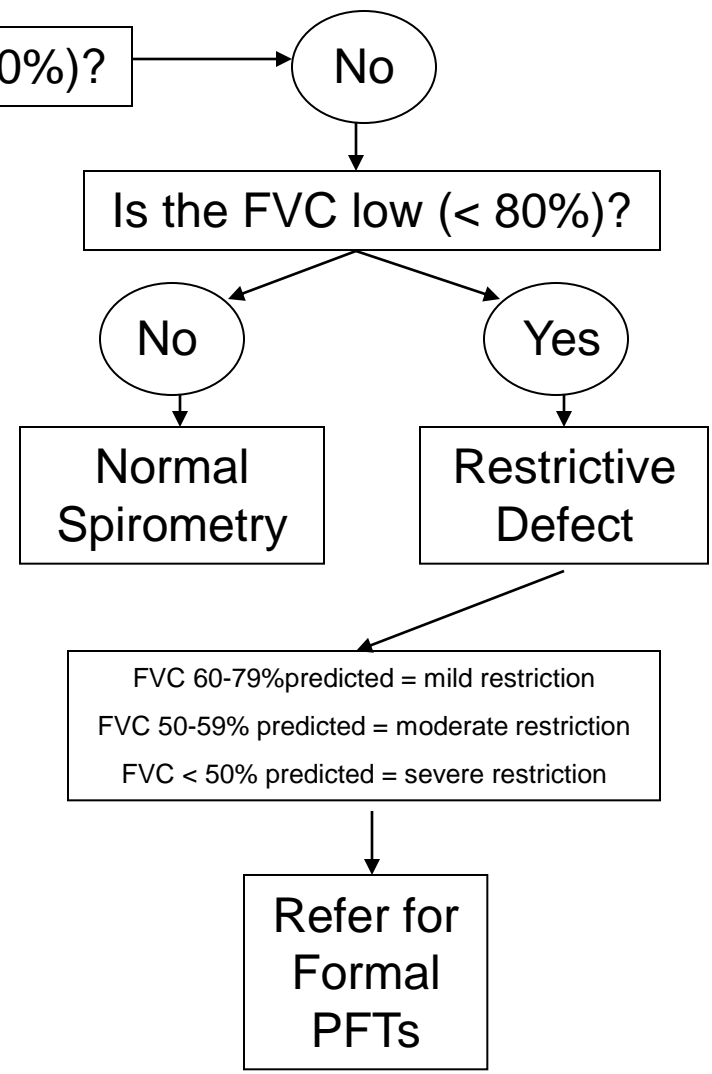 0%)?
No
Is the FVC low (< 80%)?
No
Yes
Normal
Spirometry
Restrictive
Defect
FVC 60-79%predicted = mild restriction
FVC 50-59% predicted = moderate restriction
FVC < 50% predicted = severe restriction
Refer for
Formal
PFTs